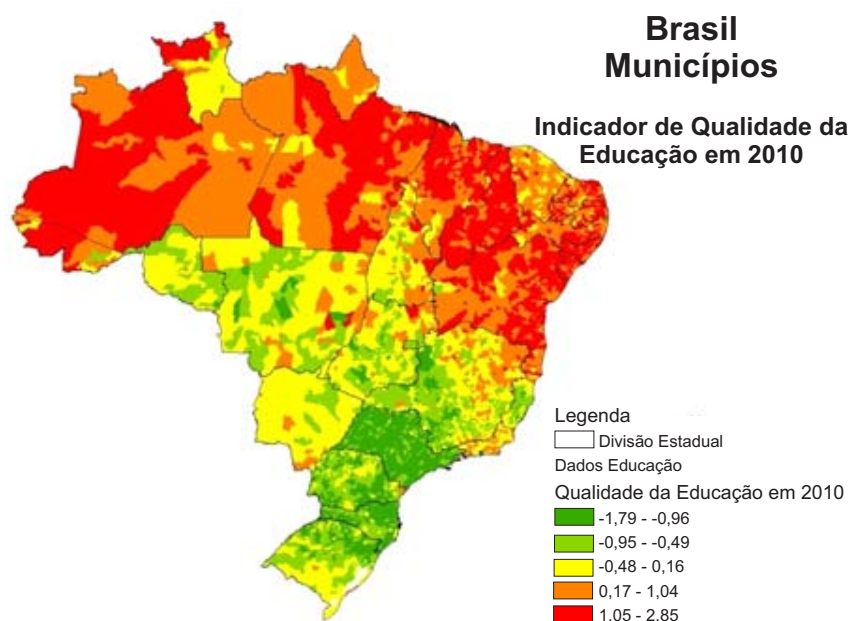 Brasil
Municípios
Indicador de Qualidade da
Educação em 2010
Legenda
Divisão Estadual
Dados Educação
Qualidade da Educação em 2010
-1,79 - -0,96
-0,95 - -0,49
-0,48 - 0,16
0,17 - 1,04
1,05 - 2,85